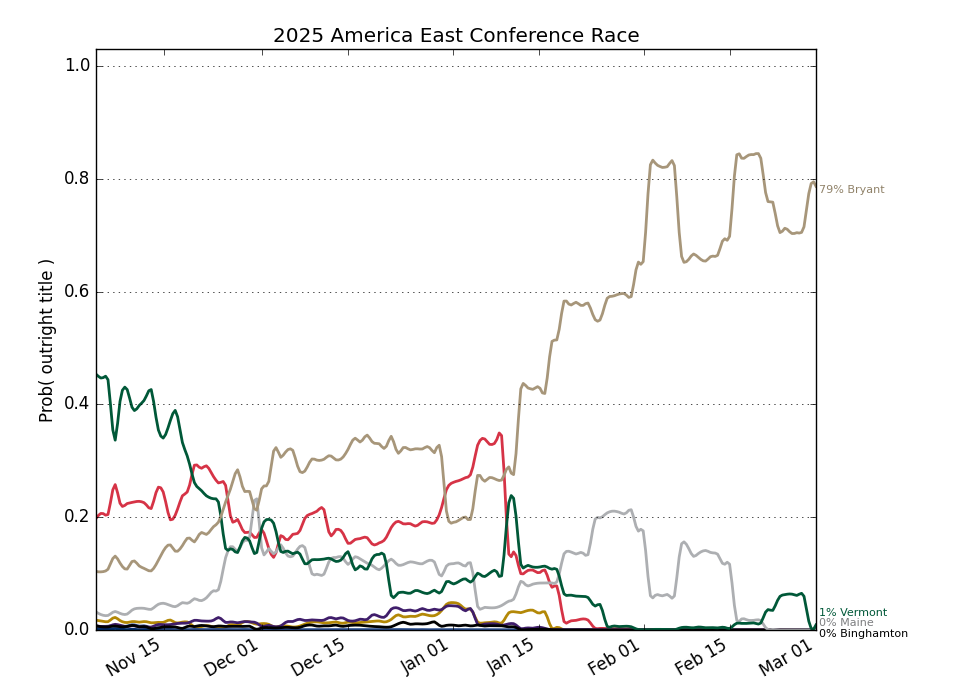 2025 America East Conference Race
Prob( outright title )
1.0
0.8
0.6
0.4
0.2
0.0
79% Bryant
1% Vermont
0% Maine
0% Binghamton
Nov 15
Dec 01
Dec 15
Jan 01
Jan 15
Feb 01
Feb 15
Mar 01